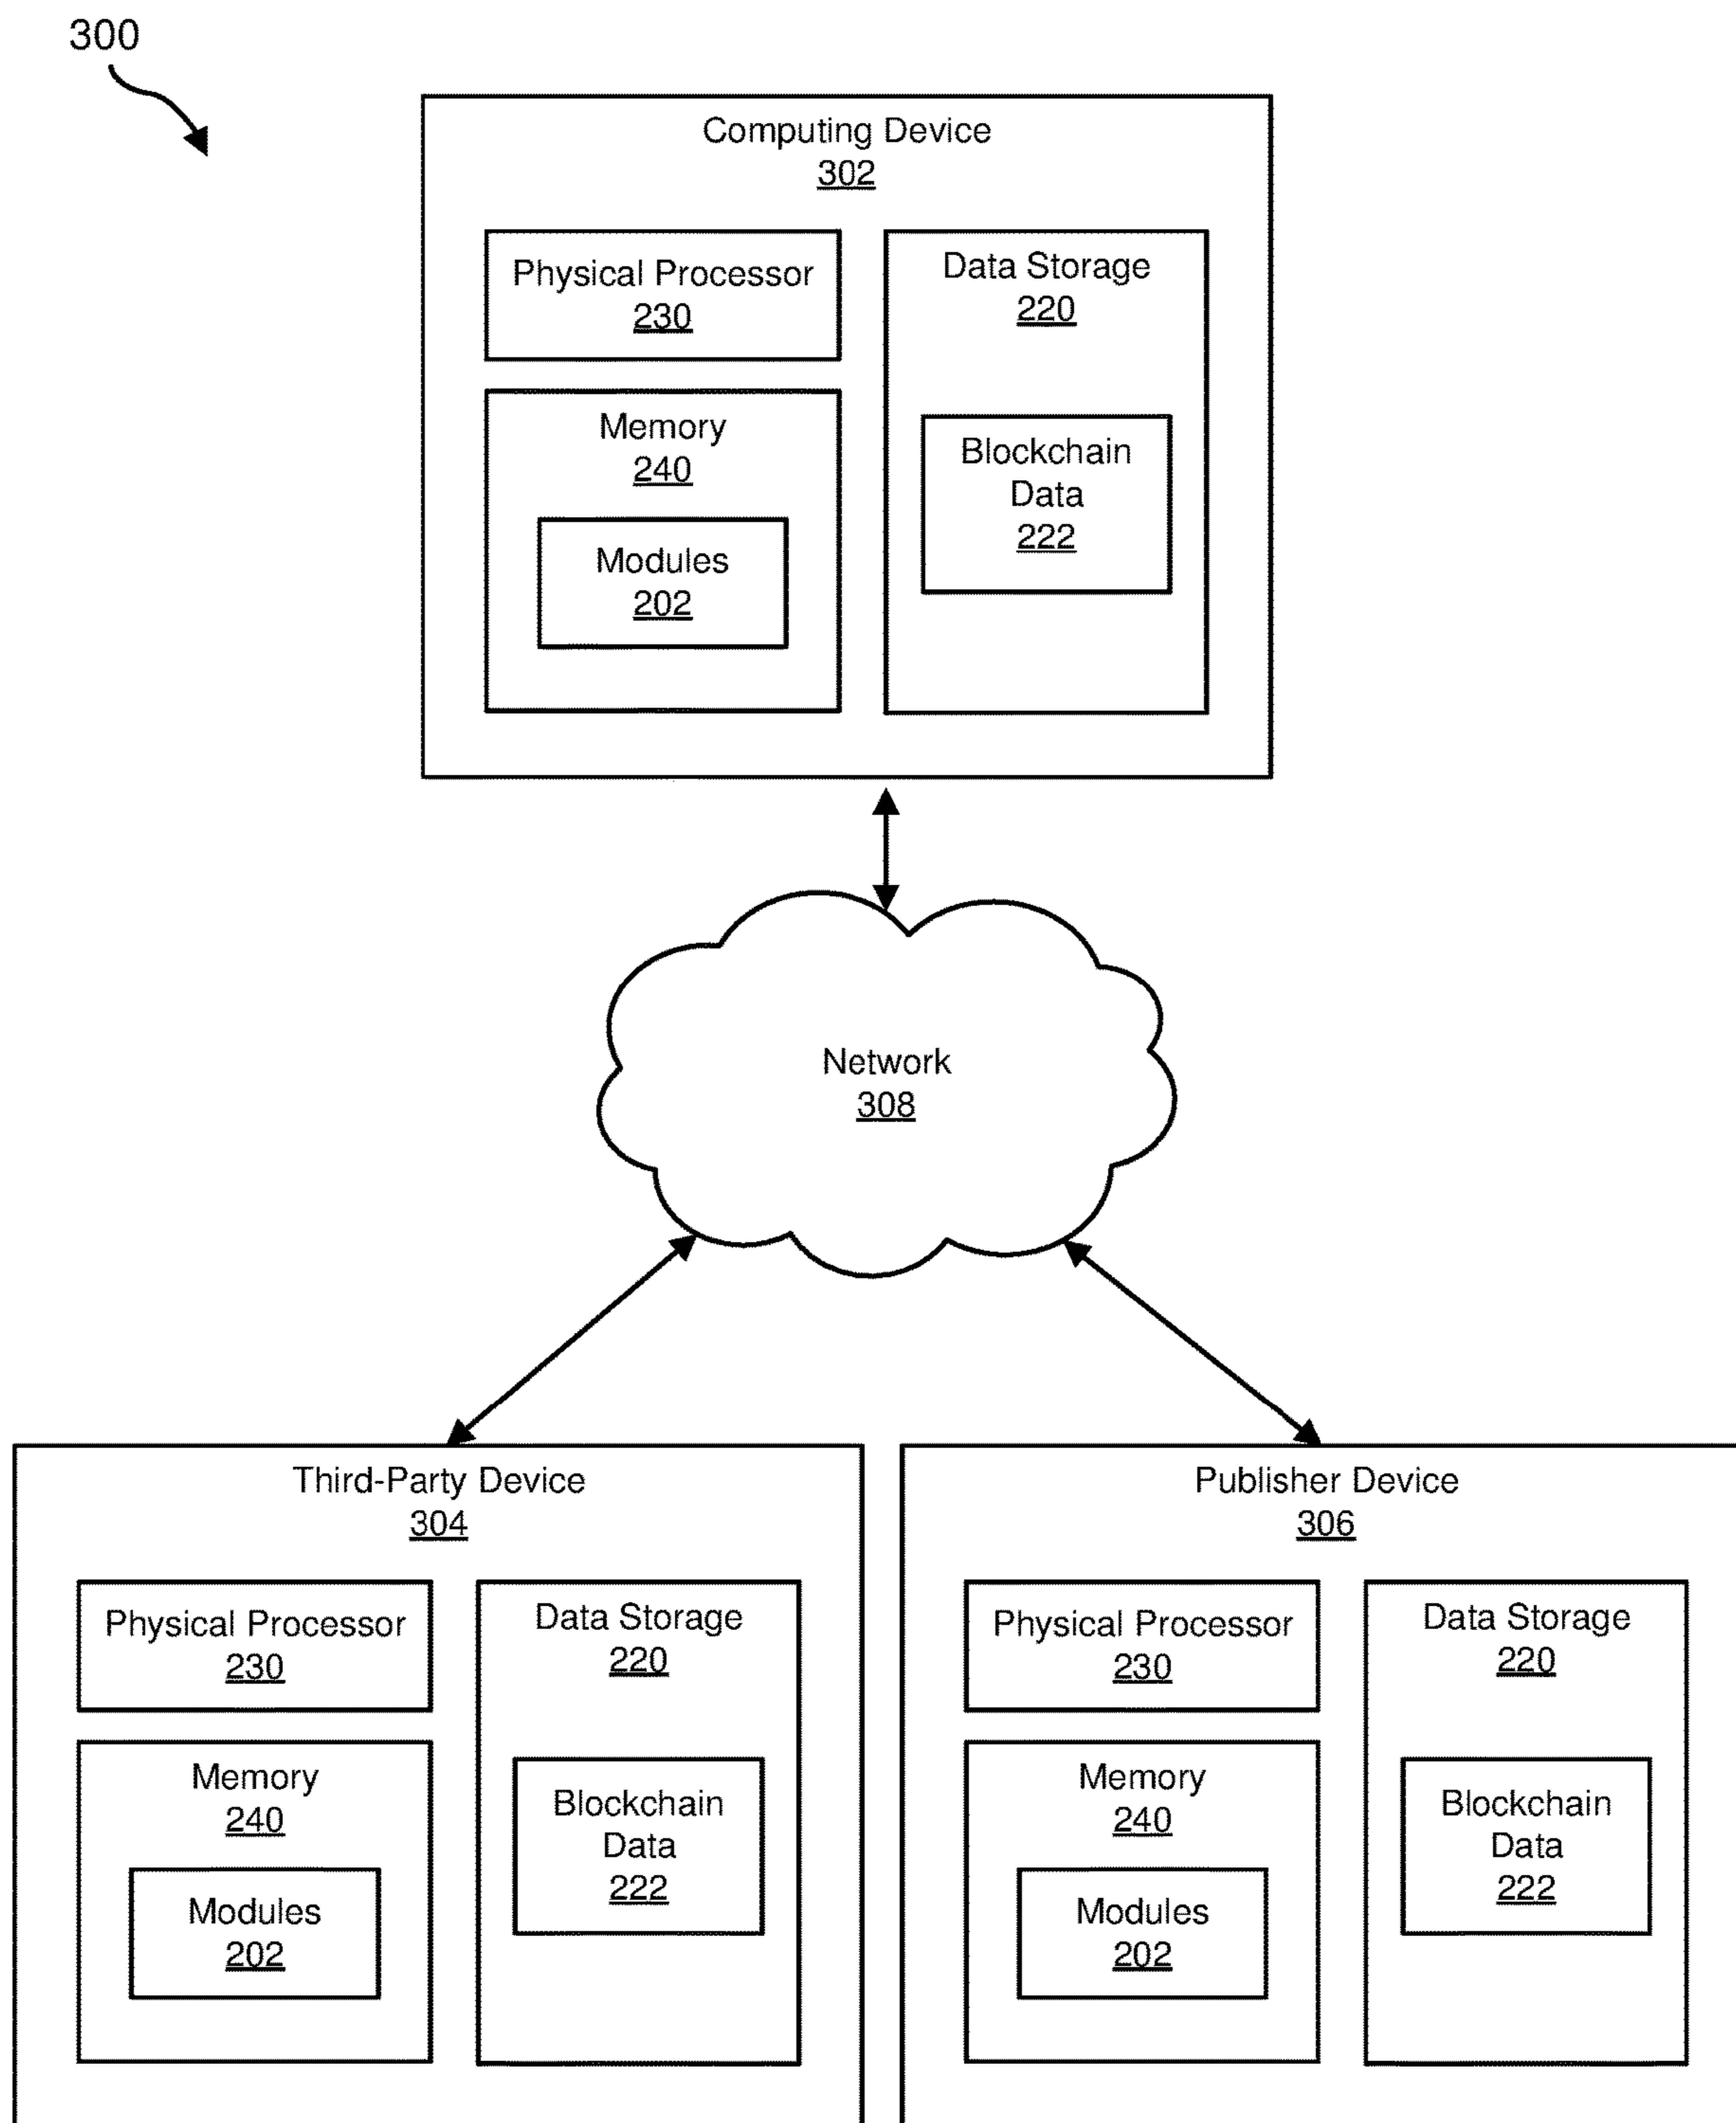 300
Computing Device
302
Physical Processor
230
Data Storage
220
Memory
240
Blockchain
Data
222
Modules
202
Network
308
Third-Party Device
304
Physical Processor
230
Data Storage
220
Memory
240
Blockchain
Data
222
Modules
202
Publisher Device
306
Physical Processor
230
Data Storage
220
Memory
240
Blockchain
Data
222
Modules
202